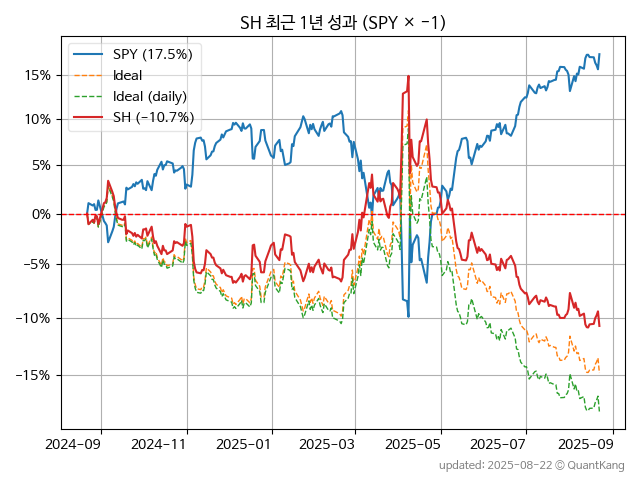 SH 최근 1년 성과 (SPY × −1)
SPY (17.5%)
Ideal
Ideal (daily)
SH (−10.7%)
15%
10%
5%
0%
−5%
−10%
−15%
2024-09 2024-11 2025-01 2025-03 2025-05 2025-07 2025-09
updated: 2025-08-22 ⓒ QuantKang